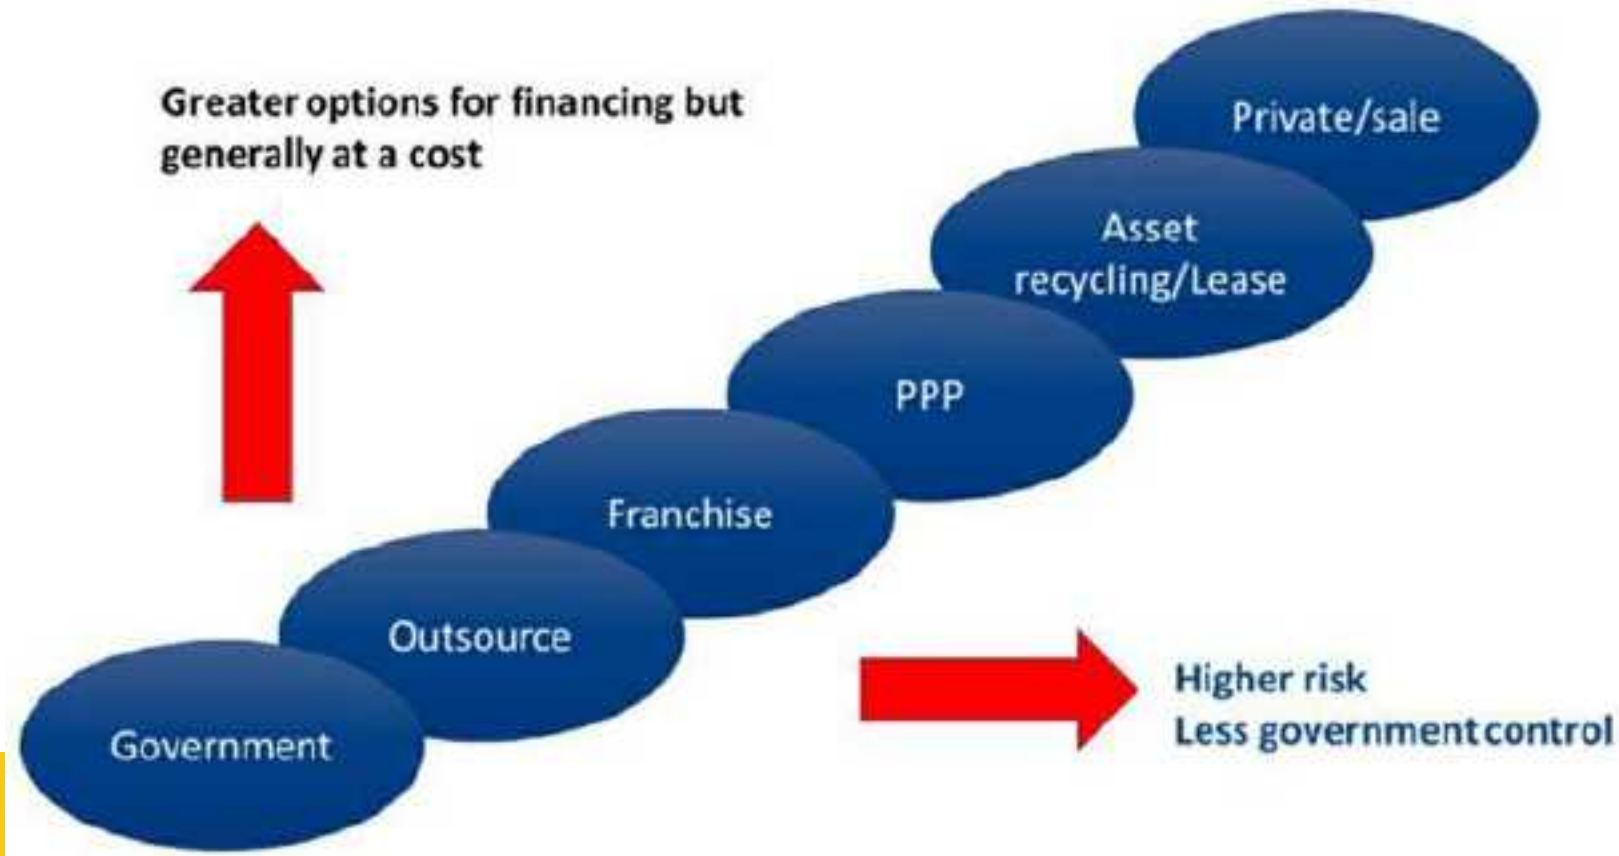 Greater options for financing but
generally at a cost
Private/sale
Asset
recycling/Lease
PPP
Franchise
Outsource
Government
Higher risk
Less government control